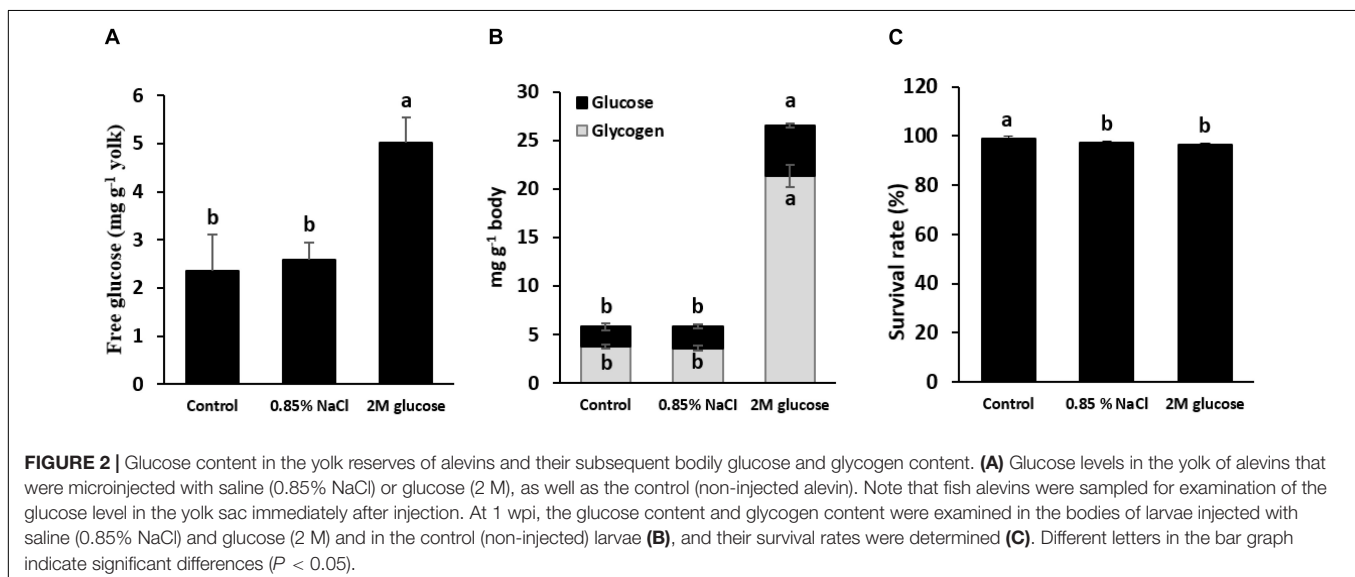 A
Free glucose (mg g-1 yolk)
6
5
4
3
2
1
0
b
b
a
Control
0.85% NaCl
2M glucose
B
mg g-1 body
30
25
20
15
10
5
0
Glucose
Glycogen
b
b
a
b
b
a
Control
0.85% NaCl
2M glucose
C
Survival rate (%)
120
100
80
60
40
20
0
a
b
b
Control
0.85 % NaCl
2M glucose
FIGURE 2 | Glucose content in the yolk reserves of alevins and their subsequent bodily glucose and glycogen content. (A) Glucose levels in the yolk of alevins that
were microinjected with saline (0.85% NaCl) or glucose (2 M), as well as the control (non-injected alevin). Note that fish alevins were sampled for examination of the
glucose level in the yolk sac immediately after injection. At 1 wpi, the glucose content and glycogen content were examined in the bodies of larvae injected with
saline (0.85% NaCl) and glucose (2 M) and in the control (non-injected) larvae (B), and their survival rates were determined (C). Different letters in the bar graph
indicate significant differences (P < 0.05).